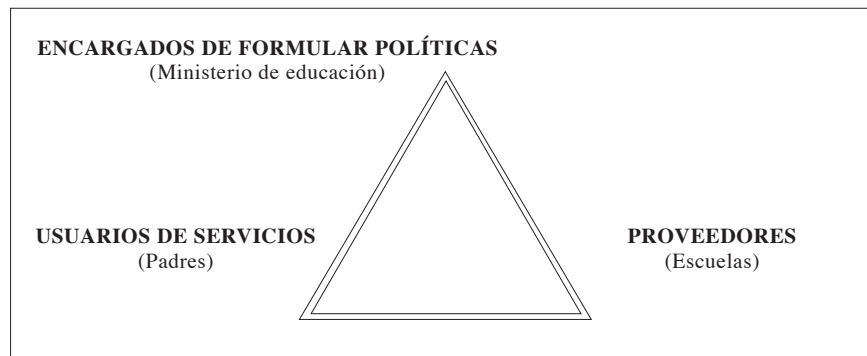 ENCARGADOS DE FORMULAR POLÍTICAS
(Ministerio de educación)
USUARIOS DE SERVICIOS
(Padres)
PROVEEDORES
(Escuelas)